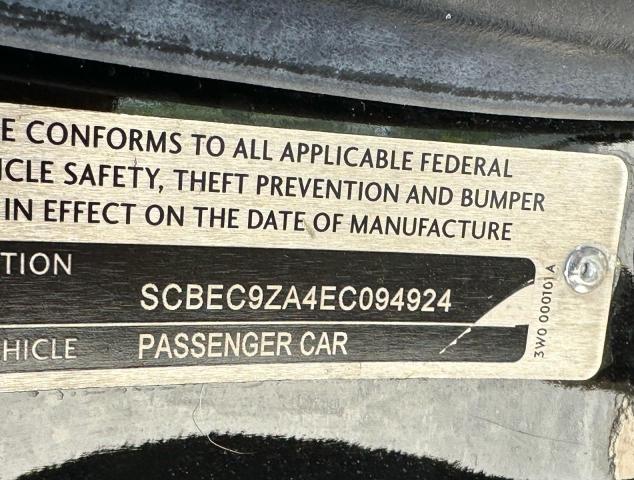 E CONFORMS TO ALL APPLICABLE FEDERAL
ICLE SAFETY, THEFT PREVENTION AND BUMPER
IN EFFECT ON THE DATE OF MANUFACTURE
TION
SCBEC9ZA4EC094924
HICLE PASSENGER CAR
3W0 000101 A